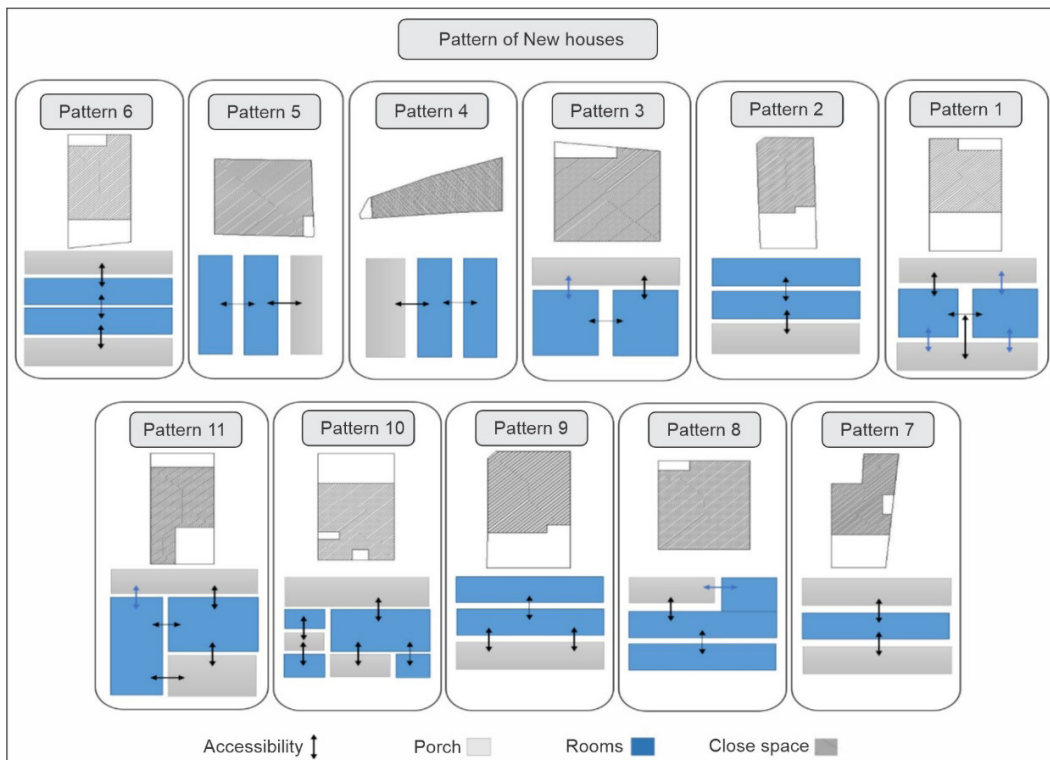 Pattern of New houses
Pattern 6
Pattern 5
Pattern 4
Pattern 3
Pattern 2
Pattern 1
Pattern 11
Pattern 10
Pattern 9
Pattern 8
Pattern 7
Accessibility
Porch
Rooms
Close space